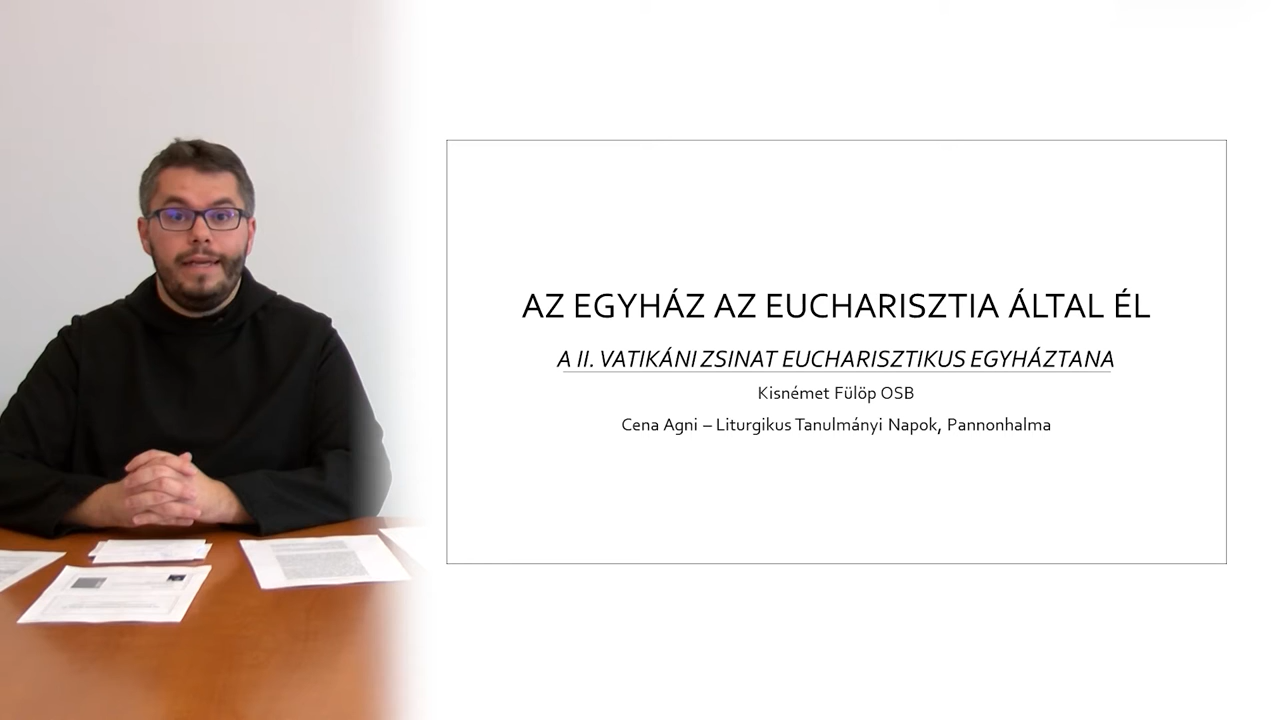 AZ EGYHÁZ AZ EUCHARISZTIA ÁLTAL ÉL
A II. VATIKÁNI ZSINAT EUCHARISZTIKUS EGYHÁZTANA
Kisnémet Fülöp OSB
Cena Agni – Liturgikus Tanulmányi Napok, Pannonhalma